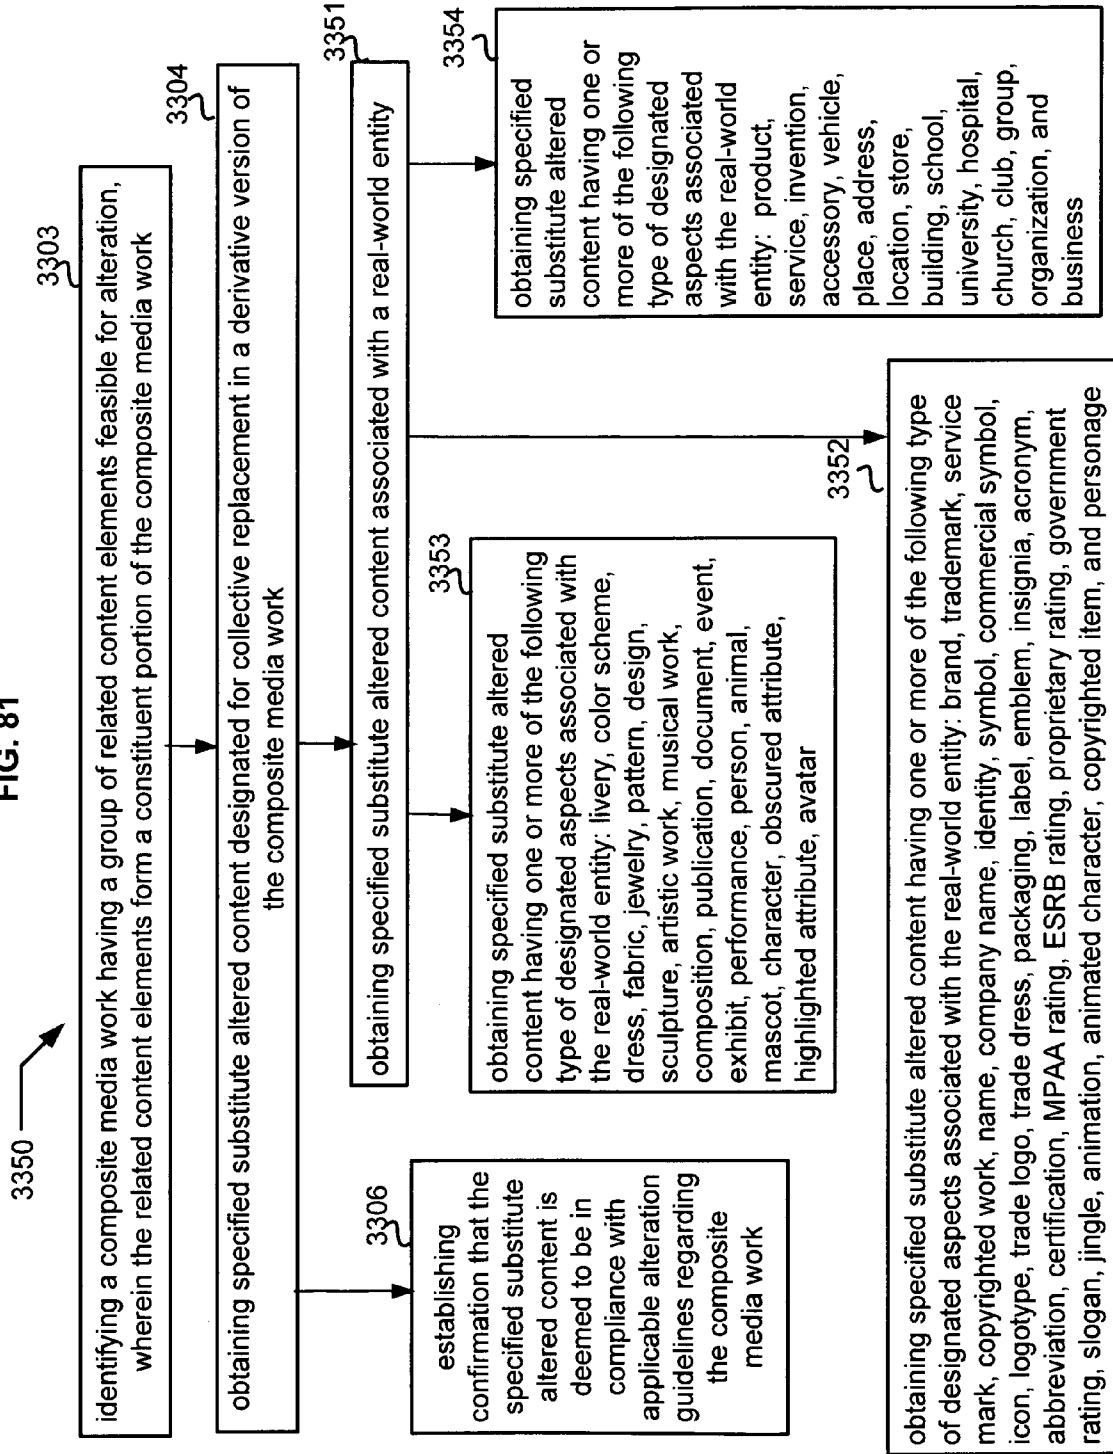 FIG. 81
3350
3303
identifying a composite media work having a group of related content elements feasible for alteration,
wherein the related content elements form a constituent portion of the composite media work
3304
obtaining specified substitute altered content designated for collective replacement in a derivative version of
the composite media work
3306
establishing
confirmation that the
specified substitute
altered content is
deemed to be in
compliance with
applicable alteration
guidelines regarding
the composite
media work
3351
obtaining specified substitute altered content associated with a real-world entity
3353
obtaining specified substitute altered
content having one or more of the following
type of designated aspects associated with
the real-world entity: livery, color scheme,
dress, fabric, jewelry, pattern, design,
sculpture, artistic work, musical work,
composition, publication, document, event,
exhibit, performance, person, animal,
mascot, character, obscured attribute,
highlighted attribute, avatar
3354
obtaining specified
substitute altered
content having one or
more of the following
type of designated
aspects associated
with the real-world
entity: product,
service, invention,
accessory, vehicle,
place, address,
location, store,
building, school,
university, hospital,
church, club, group,
organization, and
business
3352
obtaining specified substitute altered content having one or more of the following type
of designated aspects associated with the real-world entity: brand, trademark, service
mark, copyrighted work, name, company name, identity, symbol, commercial symbol,
icon, logotype, trade logo, trade dress, packaging, label, emblem, insignia, acronym,
abbreviation, certification, MPAA rating, ESRB rating, proprietary rating, government
rating, slogan, jingle, animation, animated character, copyrighted item, and personage